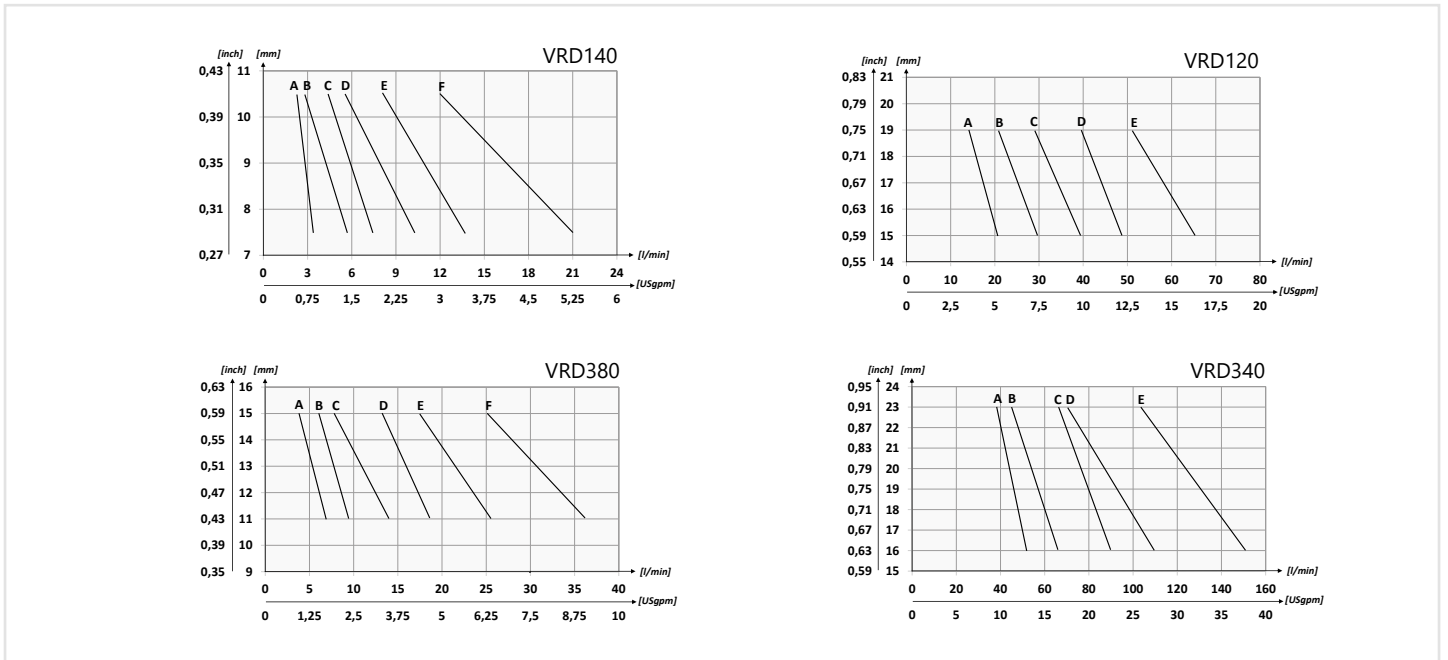 VRD140
[inch] [mm]
0,43 11
A B C D E F
0,39 10
0,35 9
0,31 8
0,27 7
[l/min]
0 3 6 9 12 15 18 21 24
[USgpm]
0 0,75 1,5 2,25 3 3,75 4,5 5,25 6
VRD120
[inch] [mm]
0,83 21
0,79 20
A B C D E
0,75 19
0,71 18
0,67 17
0,63 16
0,59 15
0,55 14
[l/min]
0 10 20 30 40 50 60 70 80
[USgpm]
0 2,5 5 7,5 10 12,5 15 17,5 20
VRD380
[inch] [mm]
0,63 16
A B C D E F
0,59 15
0,55 14
0,51 13
0,47 12
0,43 11
0,39 10
0,35 9
[l/min]
0 5 10 15 20 25 30 35 40
[USgpm]
0 1,25 2,5 3,75 5 6,25 7,5 8,75 10
VRD340
[inch] [mm]
0,95 24
A B C D E
0,91 23
0,87 22
0,83 21
0,79 20
0,75 19
0,71 18
0,67 17
0,63 16
0,59 15
[l/min]
0 20 40 60 80 100 120 140 160
[USgpm]
0 5 10 15 20 25 30 35 40